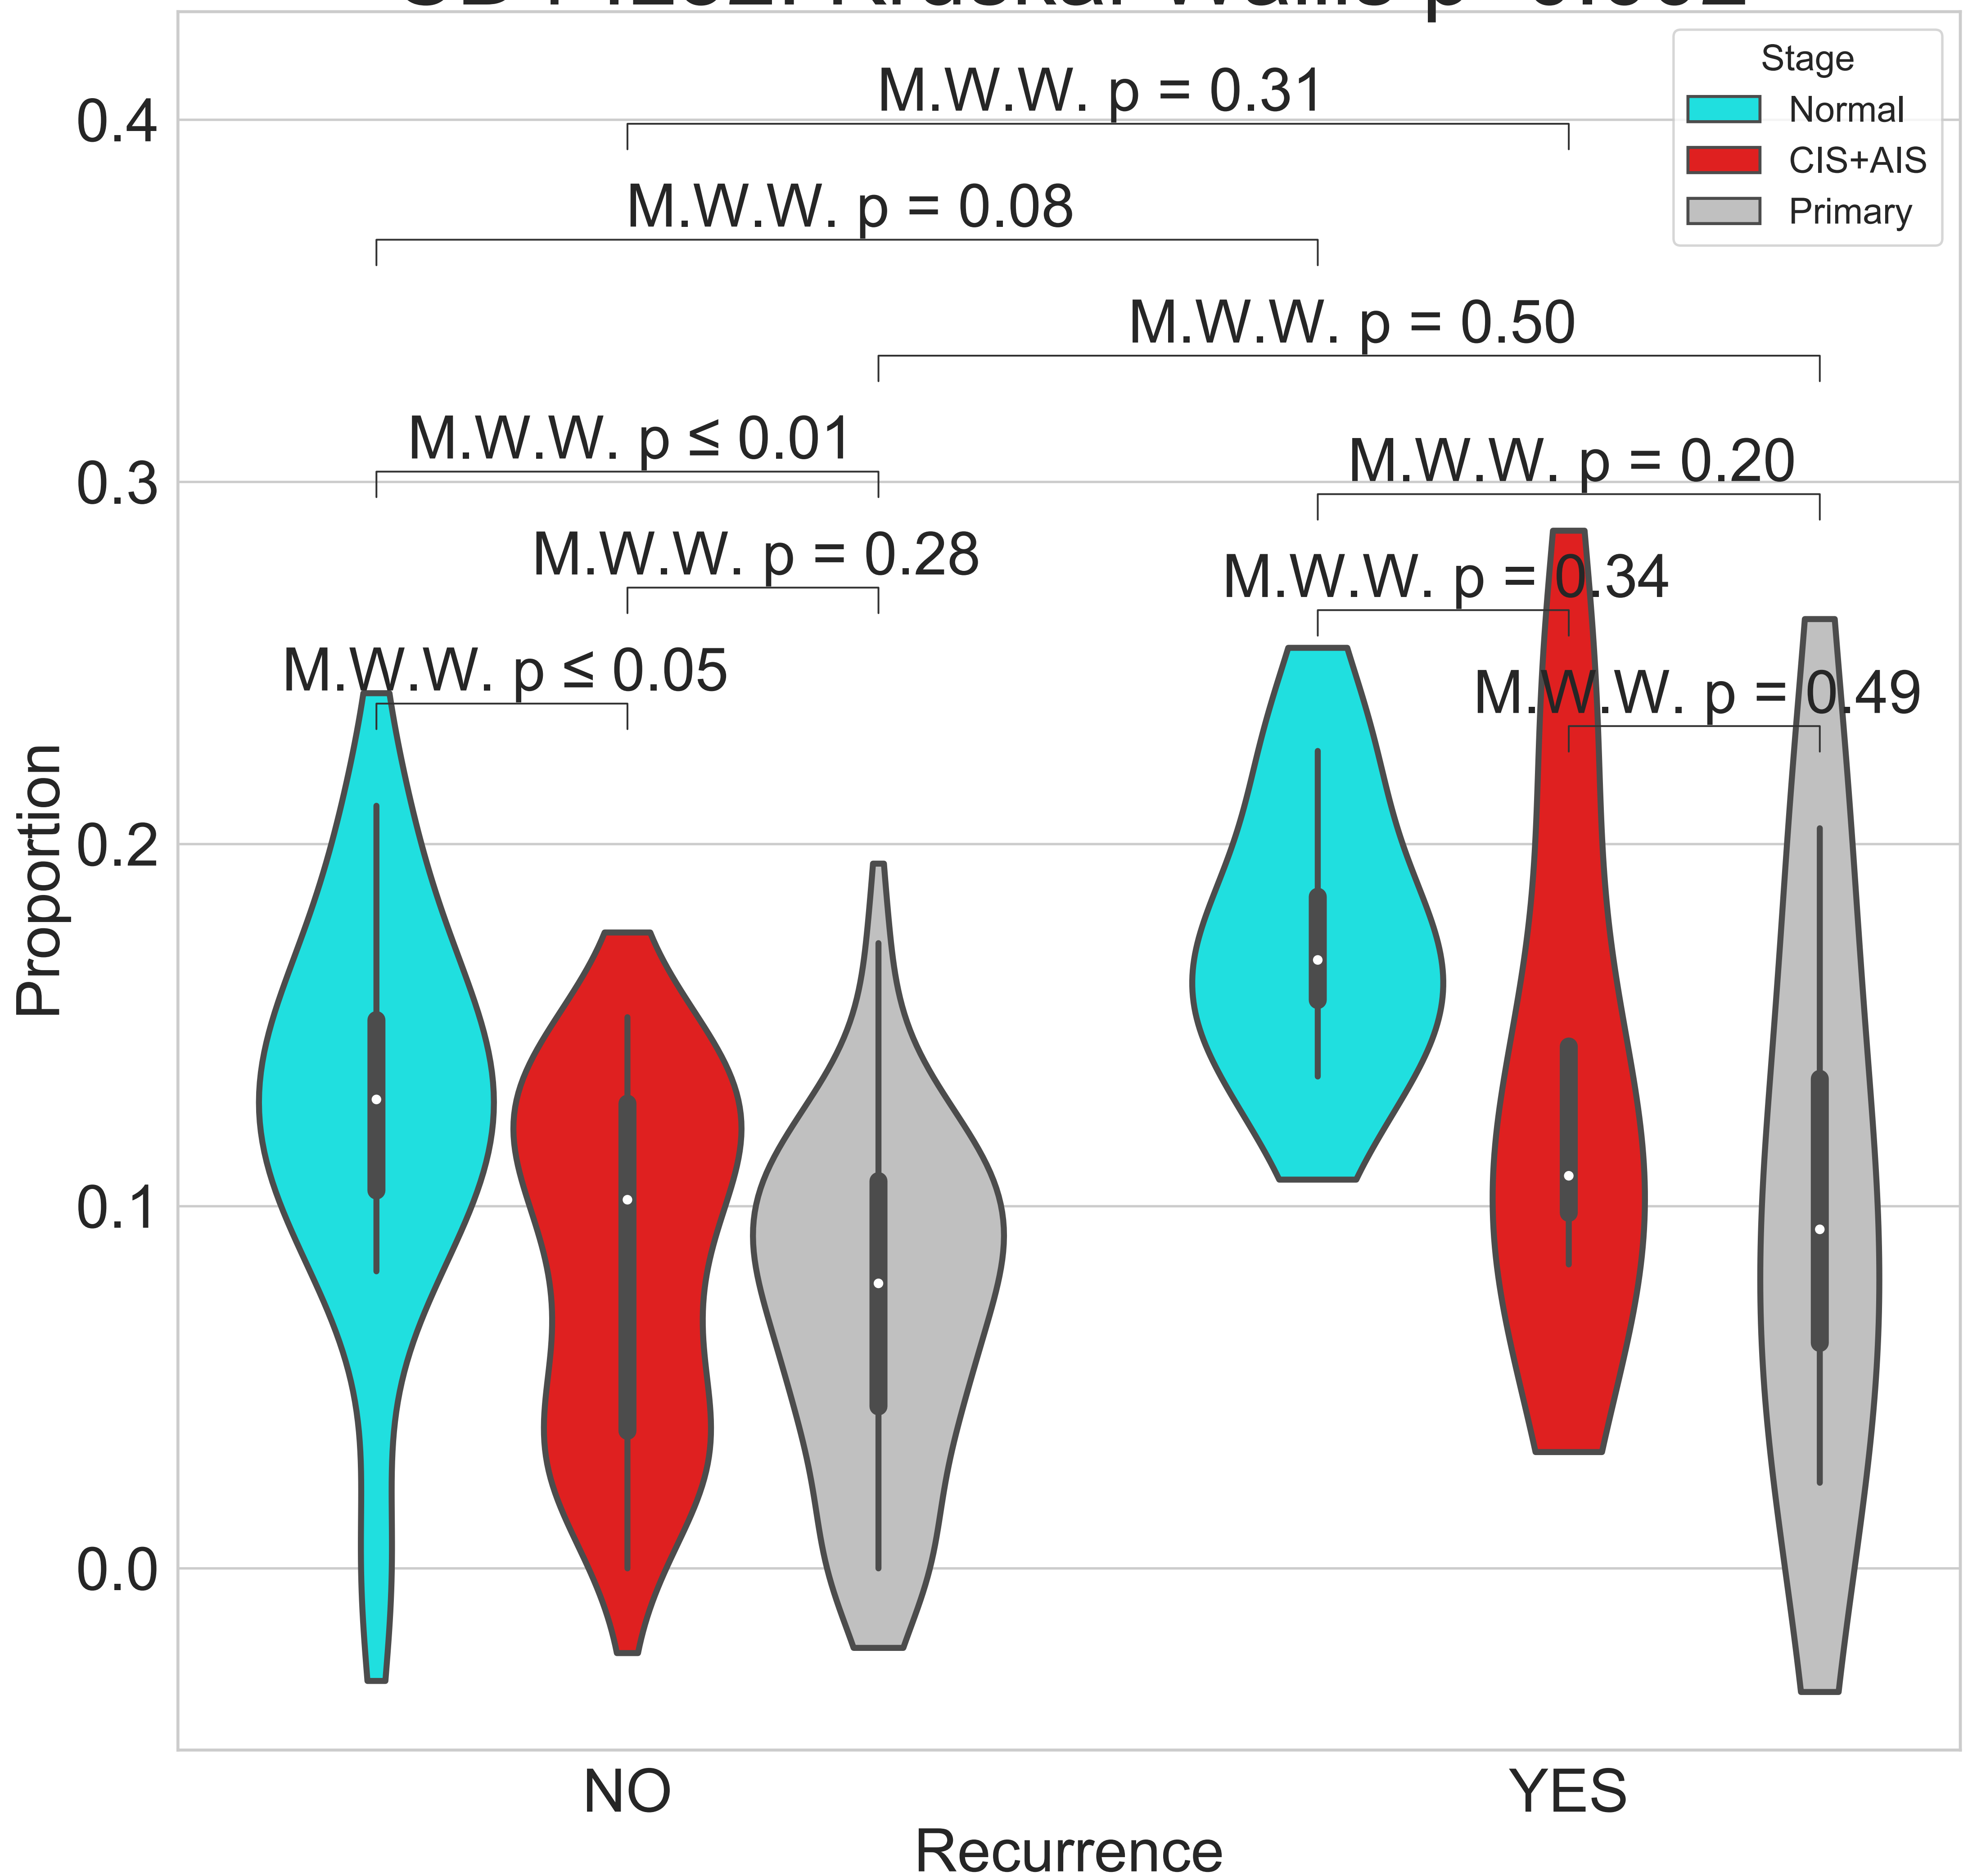 M.W.W. p = 0.31
M.W.W. p = 0.08
M.W.W. p = 0.50
M.W.W. p ≤ 0.01
M.W.W. p = 0.20
M.W.W. p = 0.28
M.W.W. p = 0.34
M.W.W. p ≤ 0.05
M.W.W. p = 0.49
Stage
Normal
CIS+AIS
Primary
0.4
0.3
0.2
0.1
0.0
Proportion
NO
YES
Recurrence